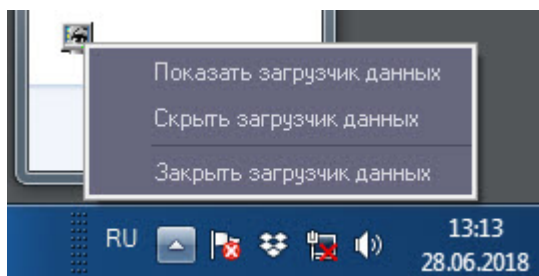 Показать загрузчик данных
Скрыть загрузчик данных
Закрыть загрузчик данных
RU
13:13
28.06.2018